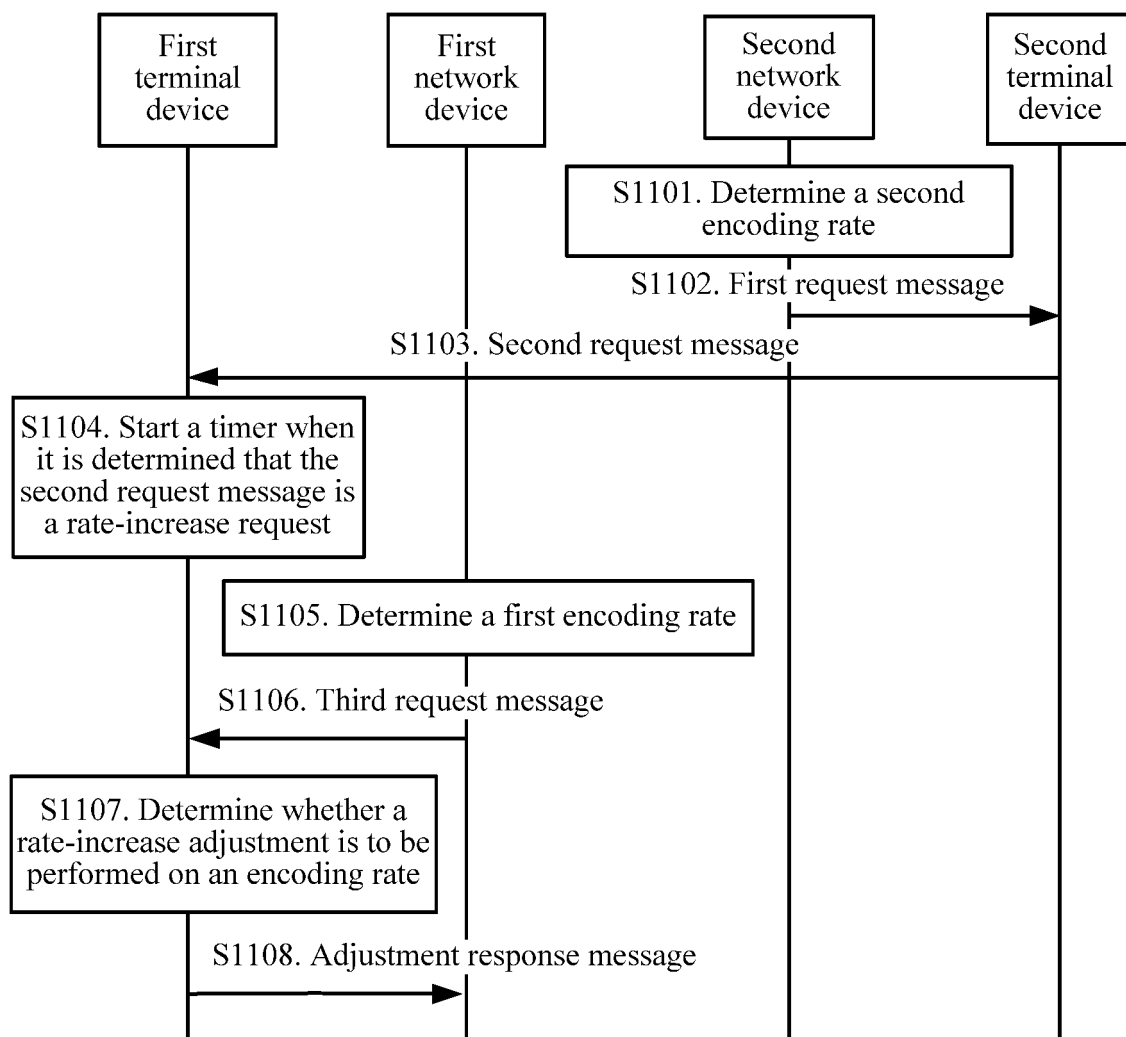 First
terminal
device
First
network
device
Second
network
device
Second
terminal
device
S1101. Determine a second
encoding rate
S1102. First request message
S1103. Second request message
S1104. Start a timer when
it is determined that the
second request message is
a rate-increase request
S1105. Determine a first encoding rate
S1106. Third request message
S1107. Determine whether a
rate-increase adjustment is to be
performed on an encoding rate
S1108. Adjustment response message